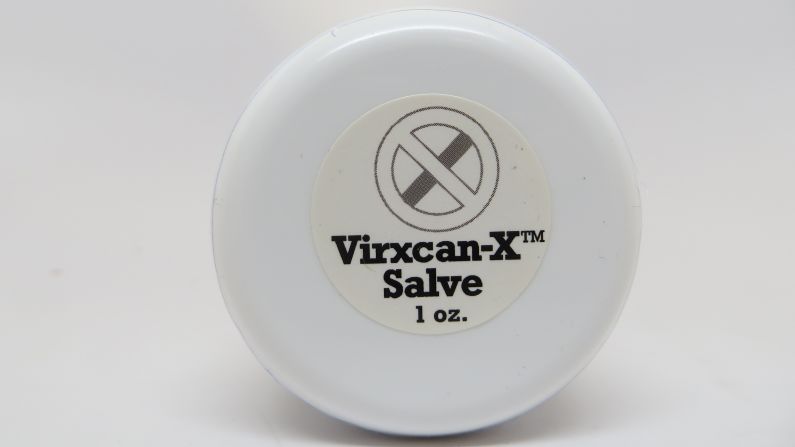 Virxcan-X™
Salve
1 oz.